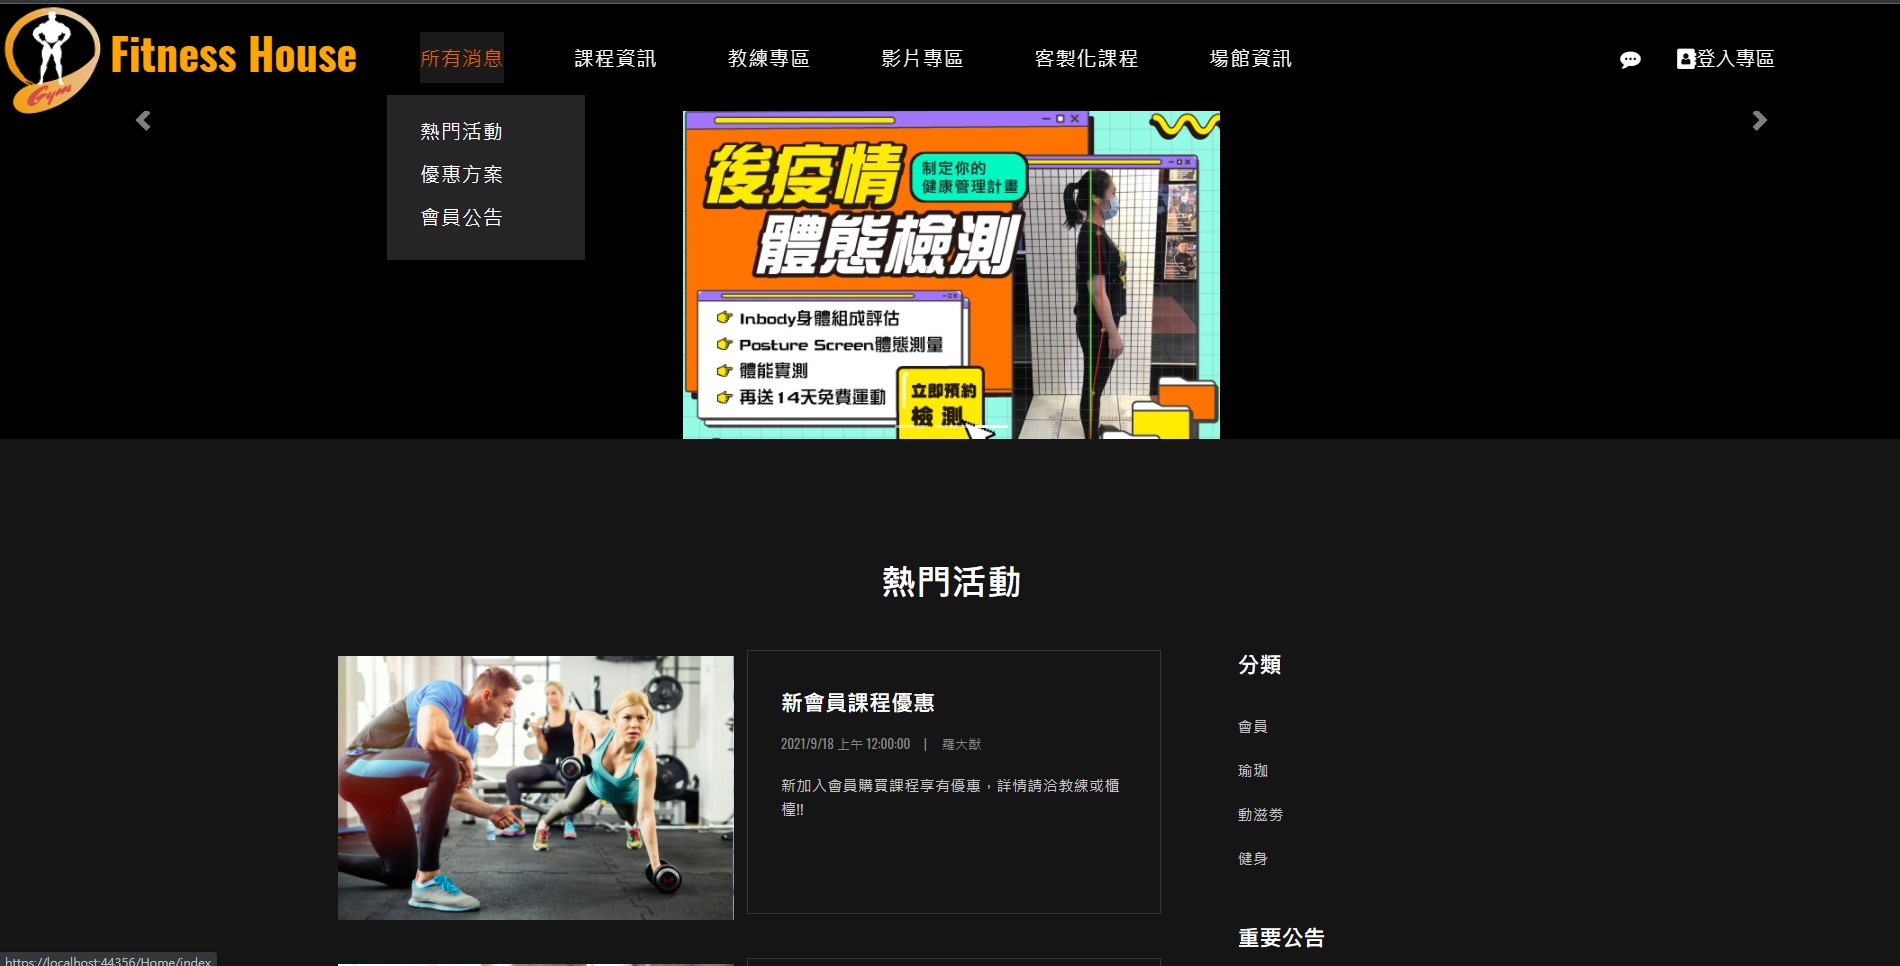 Gym
Fitness House
所有消息
課程資訊
教練專區
影片專區
客製化課程
場館資訊
登入專區
熱門活動
優惠方案
會員公告
後疫情
制定你的
健康管理計畫
體態檢測
Inbody身體組成評估
Posture Screen體態測量
體能實測
再送14天免費運動
立即預約
檢測
熱門活動
新會員課程優惠
2021/9/18 上午 12:00:00 | 羅大猷
新加入會員購買課程享有優惠，詳情請洽教練或櫃
檯!!
分類
會員
瑜珈
動滋券
健身
重要公告
https://localhost:44356/Home/index